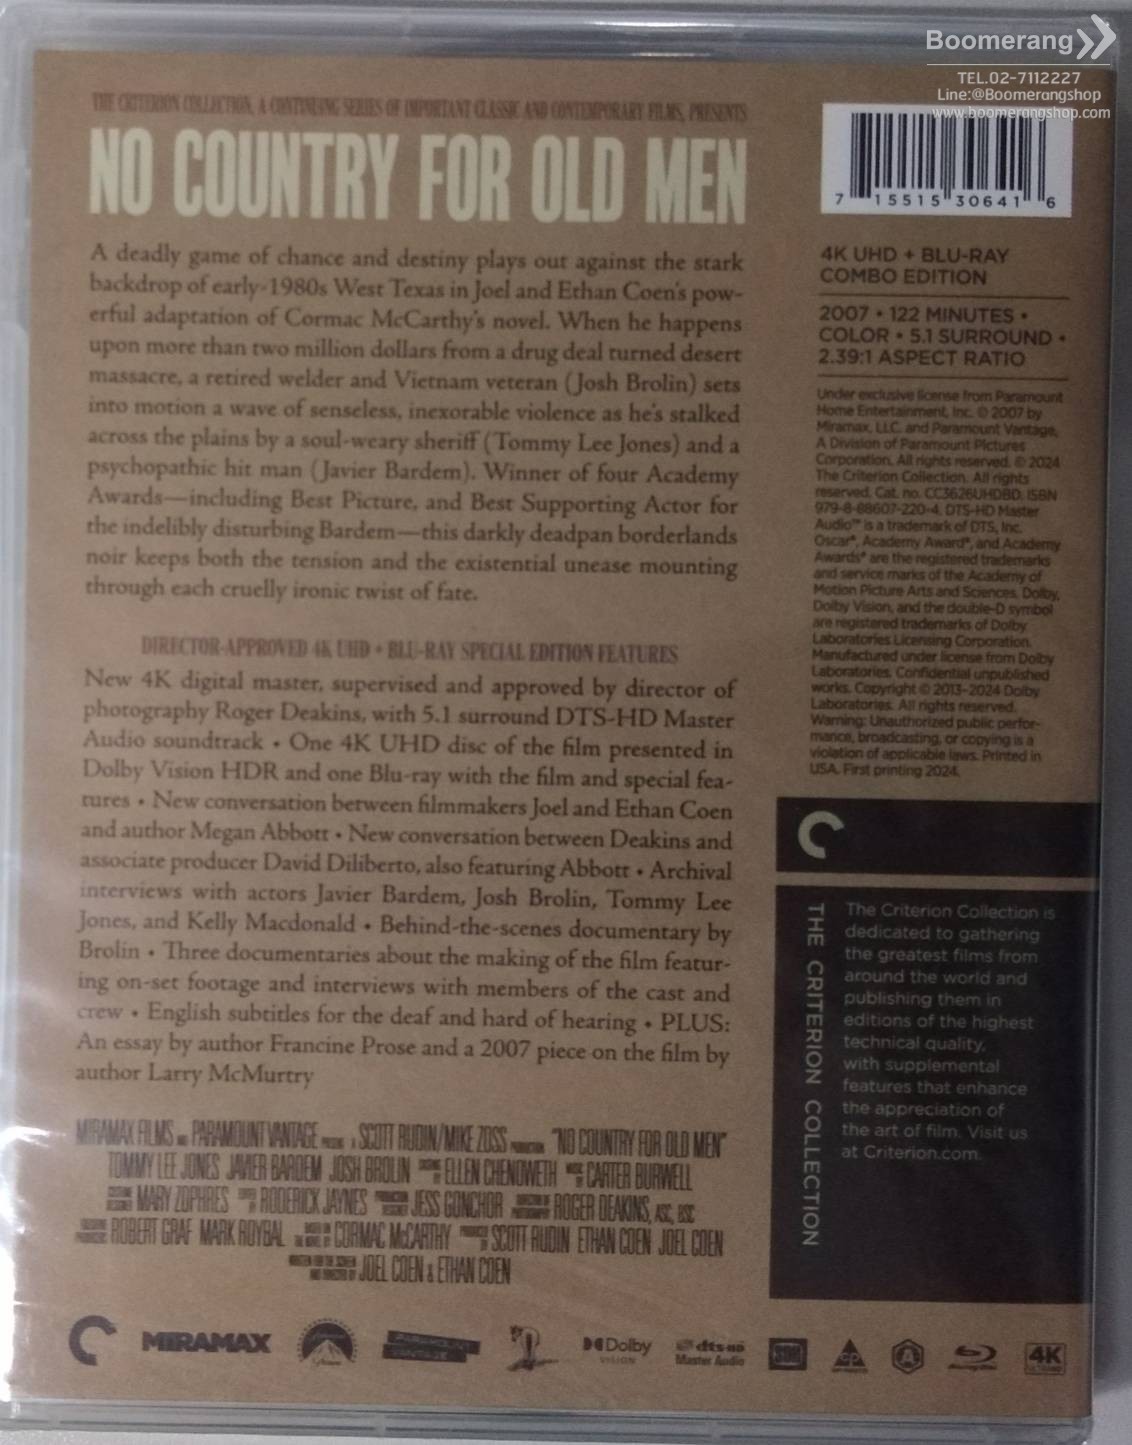 Boomerang
TEL.02-7112227
Line:@Boomerangshop
www.boomerangshop.com
THE CRITERION COLLECTION, A CONTINUING SERIES OF IMPORTANT CLASSIC AND CONTEMPORARY FILMS, PRESENTS
NO COUNTRY FOR OLD MEN
A deadly game of chance and destiny plays out against the stark
backdrop of early-1980s West Texas in Joel and Ethan Coen's pow-
erful adaptation of Cormac McCarthy's novel. When he happens
upon more than two million dollars from a drug deal turned desert
massacre, a retired welder and Vietnam veteran (Josh Brolin) sets
into motion a wave of senseless, inexorable violence as he's stalked
across the plains by a soul-weary sheriff (Tommy Lee Jones) and a
psychopathic hit man (Javier Bardem). Winner of four Academy
Awards—including Best Picture, and Best Supporting Actor for
the indelibly disturbing Bardem—this darkly deadpan borderlands
noir keeps both the tension and the existential unease mounting
through each cruelly ironic twist of fate.
DIRECTOR-APPROVED 4K UHD + BLU-RAY SPECIAL EDITION FEATURES
New 4K digital master, supervised and approved by director of
photography Roger Deakins, with 5.1 surround DTS-HD Master
Audio soundtrack • One 4K UHD disc of the film presented in
Dolby Vision HDR and one Blu-ray with the film and special fea-
tures • New conversation between filmmakers Joel and Ethan Coen
and author Megan Abbott • New conversation between Deakins and
associate producer David Diliberto, also featuring Abbott • Archival
interviews with actors Javier Bardem, Josh Brolin, Tommy Lee
Jones, and Kelly Macdonald • Behind-the-scenes documentary by
Brolin • Three documentaries about the making of the film featur-
ing on-set footage and interviews with members of the cast and
crew • English subtitles for the deaf and hard of hearing • PLUS:
An essay by author Francine Prose and a 2007 piece on the film by
author Larry McMurtry
MIRAMAX FILMS AND PARAMOUNT VANTAGE A SCOTT RUDIN/MIKE ZOSS PRODUCTION "NO COUNTRY FOR OLD MEN"
TOMMY LEE JONES JAVIER BARDEM JOSH BROLIN CASTING BY ELLEN CHENOWETH MUSIC BY CARTER BURWELL
MARY ZOPHRES RODERICK JAYNES JESS GONCHOR ROGER DEAKINS, ASC, BSC
ROBERT GRAF MARK ROYBAL BASED ON THE NOVEL BY CORMAC McCARTHY SCOTT RUDIN ETHAN COEN JOEL COEN
WRITTEN FOR THE SCREEN AND DIRECTED BY JOEL COEN & ETHAN COEN
MIRAMAX
Dolby
VISION
dts-HD
Master Audio
4K
7 15515 30641 6
4K UHD + BLU-RAY
COMBO EDITION
2007 • 122 MINUTES •
COLOR • 5.1 SURROUND •
2.39:1 ASPECT RATIO
Under exclusive license from Paramount
Home Entertainment, Inc. © 2007 by
Miramax, LLC. and Paramount Vantage,
A Division of Paramount Pictures
Corporation. All rights reserved. © 2024
The Criterion Collection. All rights
reserved. Cat. no. CC3626UHDBD. ISBN
979-8-88607-220-4. DTS-HD Master
Audio™ is a trademark of DTS, Inc.
Oscar®, Academy Award®, and Academy
Awards® are the registered trademarks
and service marks of the Academy of
Motion Picture Arts and Sciences. Dolby,
Dolby Vision, and the double-D symbol
are registered trademarks of Dolby
Laboratories Licensing Corporation.
Manufactured under license from Dolby
Laboratories. Confidential unpublished
works. Copyright © 2013–2024 Dolby
Laboratories. All rights reserved.
Warning: Unauthorized public perfor-
mance, broadcasting, or copying is a
violation of applicable laws. Printed in
USA. First printing 2024.
THE CRITERION COLLECTION
The Criterion Collection is
dedicated to gathering
the greatest films from
around the world and
publishing them in
editions of the highest
technical quality,
with supplemental
features that enhance
the appreciation of
the art of film. Visit us
at Criterion.com.